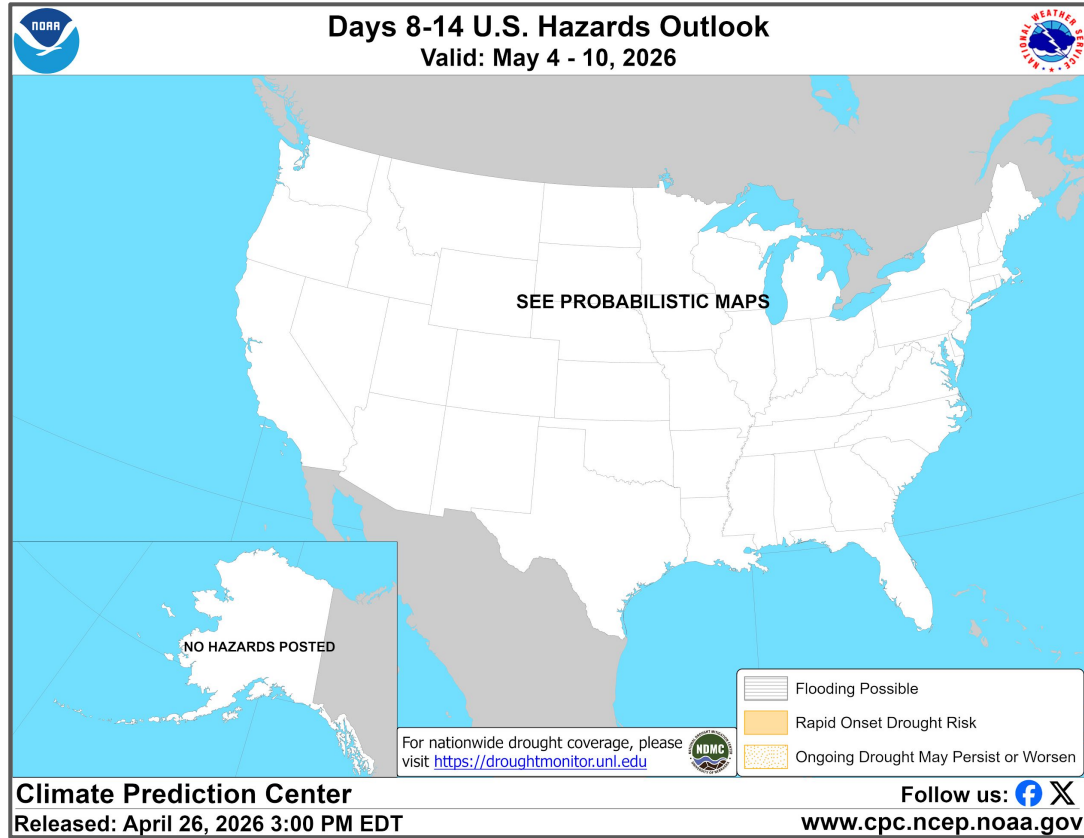 NOAA
Days 8-14 U.S. Hazards Outlook
Valid: May 4 - 10, 2026
NATIONAL WEATHER SERVICE
SEE PROBABILISTIC MAPS
NO HAZARDS POSTED
Flooding Possible
Rapid Onset Drought Risk
Ongoing Drought May Persist or Worsen
For nationwide drought coverage, please
visit https://droughtmonitor.unl.edu
NDMC
Climate Prediction Center
Follow us:
Released: April 26, 2026 3:00 PM EDT
www.cpc.ncep.noaa.gov